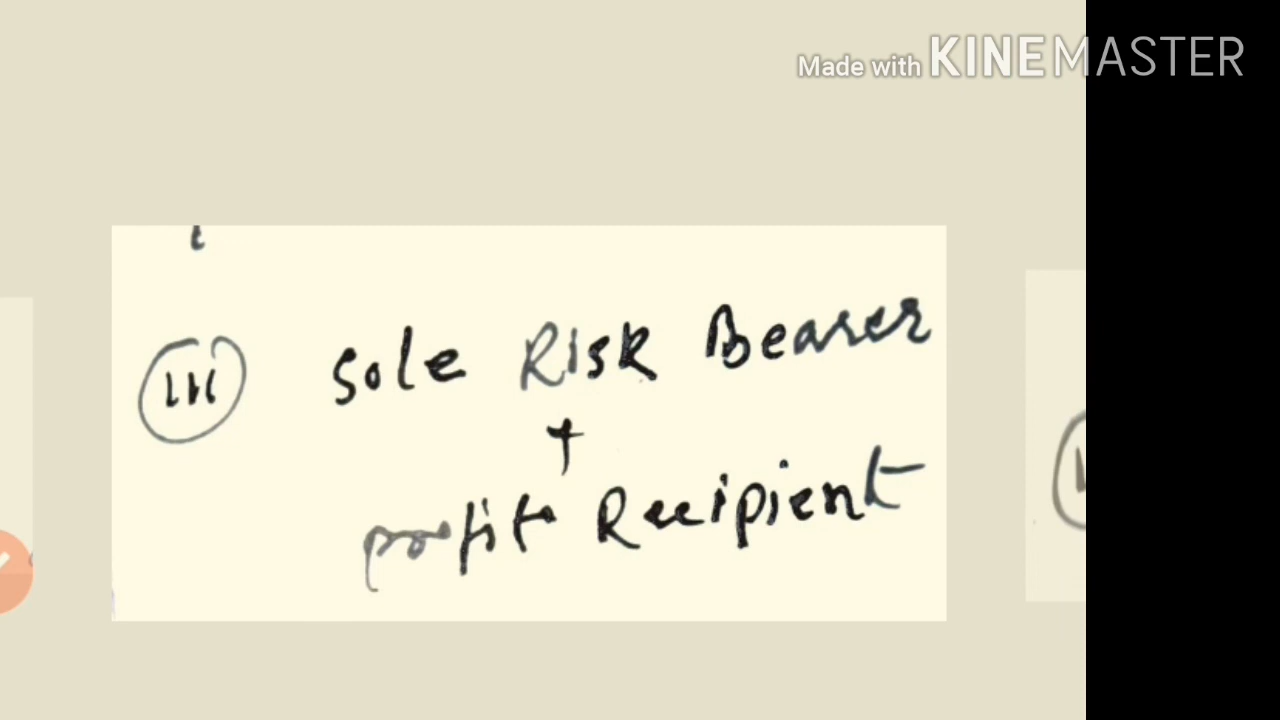 Made with KINEMASTER
(iii) Sole Risk Bearer
+
profit Recipient